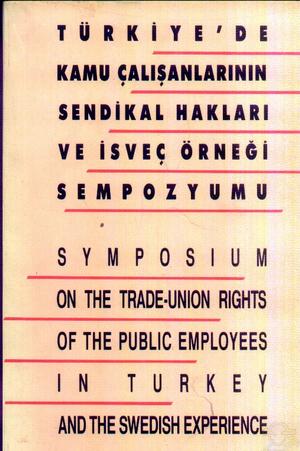 TÜRKİYE'DE
KAMU ÇALIŞANLARININ
SENDİKAL HAKLARI
VE İSVEÇ ÖRNEĞİ
SEMPOZYUMU
SYMPOSIUM
ON THE TRADE-UNION RIGHTS
OF THE PUBLIC EMPLOYEES
IN TURKEY
AND THE SWEDISH EXPERIENCE